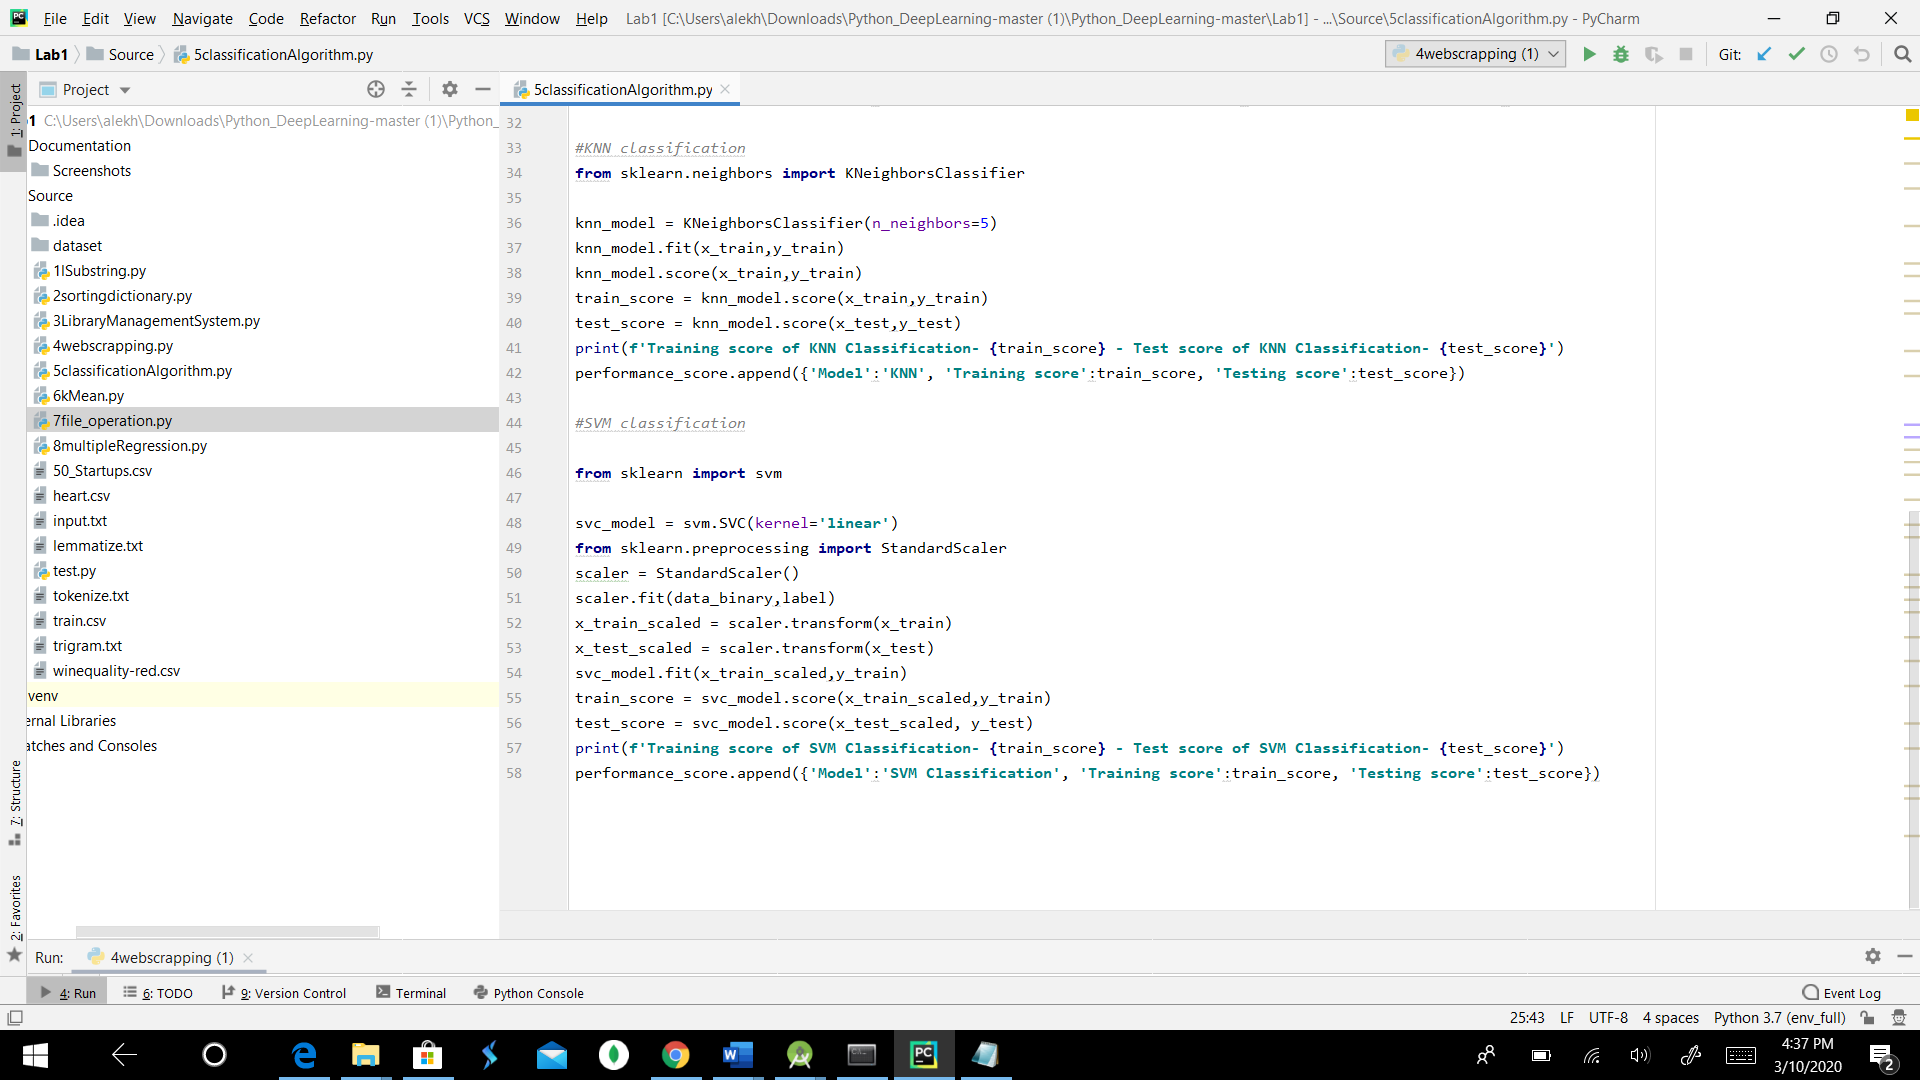 File Edit View Navigate Code Refactor Run Tools VCS Window Help Lab1 [C:\Users\alekh\Downloads\Python_DeepLearning-master (1)\Python_DeepLearning-master\Lab1] - ...\Source\5classificationAlgorithm.py - PyCharm
Lab1 Source 5classificationAlgorithm.py 4webscrapping (1) Git:
1: Project
Project
5classificationAlgorithm.py
1 C:\Users\alekh\Downloads\Python_DeepLearning-master (1)\Python_
Documentation
Screenshots
Source
.idea
dataset
1lSubstring.py
2sortingdictionary.py
3LibraryManagementSystem.py
4webscrapping.py
5classificationAlgorithm.py
6kMean.py
7file_operation.py
8multipleRegression.py
50_Startups.csv
heart.csv
input.txt
lemmatize.txt
test.py
tokenize.txt
train.csv
trigram.txt
winequality-red.csv
venv
ernal Libraries
atches and Consoles
7: Structure
2: Favorites
32
33 #KNN classification
34 from sklearn.neighbors import KNeighborsClassifier
35
36 knn_model = KNeighborsClassifier(n_neighbors=5)
37 knn_model.fit(x_train,y_train)
38 knn_model.score(x_train,y_train)
39 train_score = knn_model.score(x_train,y_train)
40 test_score = knn_model.score(x_test,y_test)
41 print(f'Training score of KNN Classification- {train_score} - Test score of KNN Classification- {test_score}')
42 performance_score.append({'Model':'KNN', 'Training score':train_score, 'Testing score':test_score})
43
44 #SVM classification
45
46 from sklearn import svm
47
48 svc_model = svm.SVC(kernel='linear')
49 from sklearn.preprocessing import StandardScaler
50 scaler = StandardScaler()
51 scaler.fit(data_binary,label)
52 x_train_scaled = scaler.transform(x_train)
53 x_test_scaled = scaler.transform(x_test)
54 svc_model.fit(x_train_scaled,y_train)
55 train_score = svc_model.score(x_train_scaled,y_train)
56 test_score = svc_model.score(x_test_scaled, y_test)
57 print(f'Training score of SVM Classification- {train_score} - Test score of SVM Classification- {test_score}')
58 performance_score.append({'Model':'SVM Classification', 'Training score':train_score, 'Testing score':test_score})
Run: 4webscrapping (1)
4: Run 6: TODO 9: Version Control Terminal Python Console Event Log
25:43 LF UTF-8 4 spaces Python 3.7 (env_full)
4:37 PM
3/10/2020
2